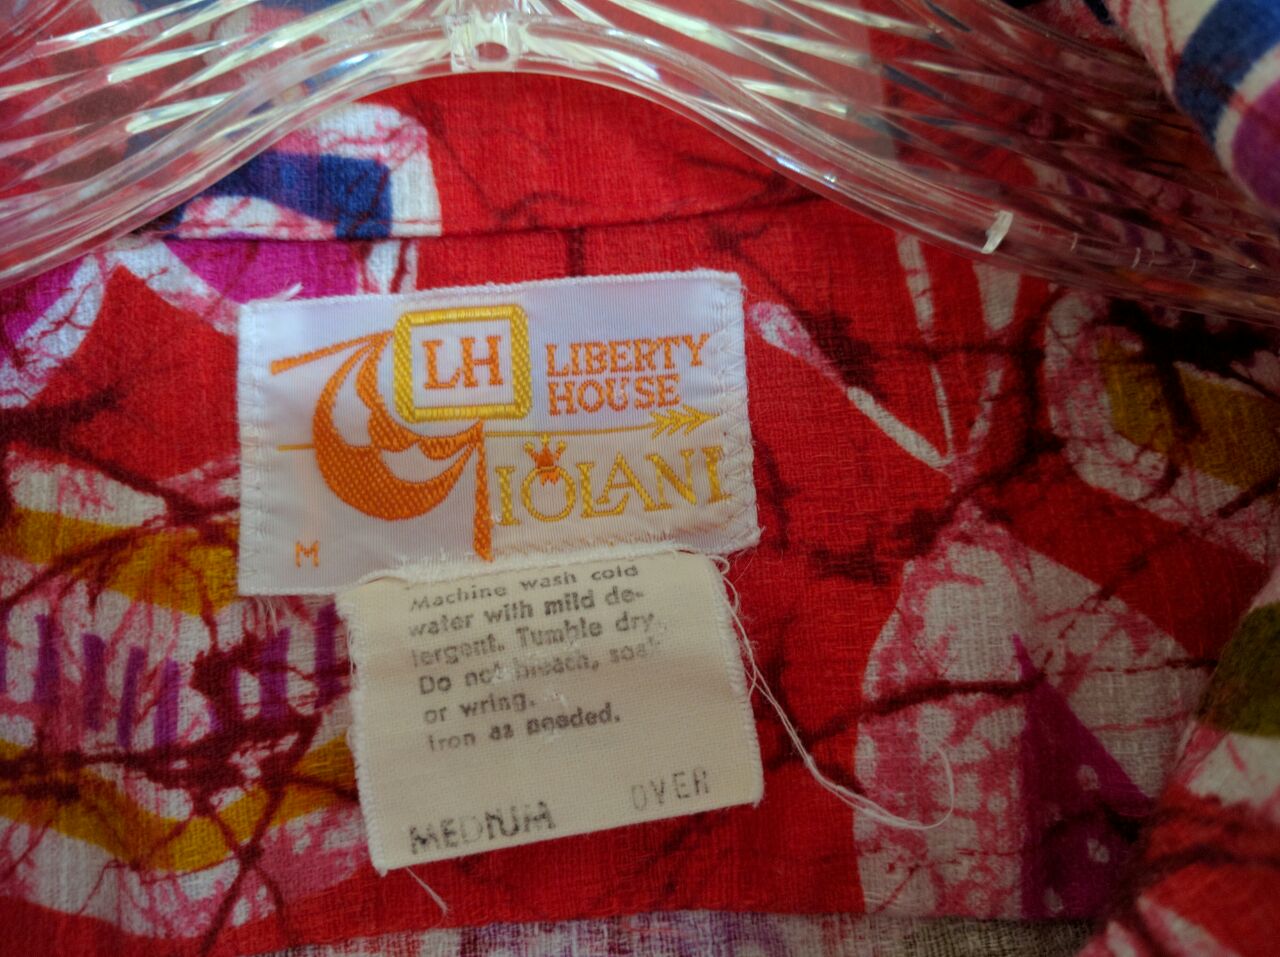 LH
LIBERTY
HOUSE
IOLANI
M
Machine wash cold
water with mild de-
tergent. Tumble dry.
Do not breach, soak
or wring.
Iron as needed.
MEDIUM OVER